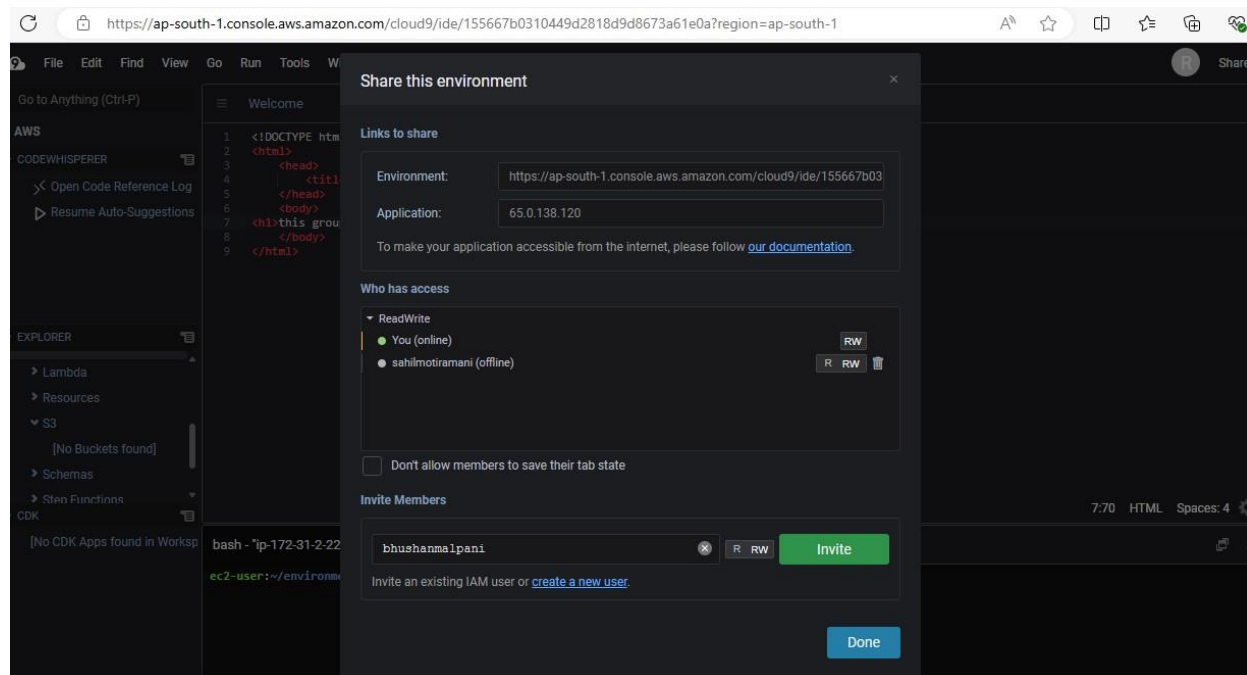 https://ap-south-1.console.aws.amazon.com/cloud9/ide/155667b0310449d2818d9d8673a61e0a?region=ap-south-1
9 File Edit Find View Go Run Tools W
R Share
Go to Anything (Ctrl-P)
Welcome
AWS
CODEWHISPERER
Open Code Reference Log
Resume Auto-Suggestions
1 <!DOCTYPE htm
2 <html>
3 <head>
4 <titl
5 </head>
6 <body>
7 <h1>this grou
8 </body>
9 </html>
EXPLORER
Lambda
Resources
S3
[No Buckets found]
Schemas
Step Functions
CDK
[No CDK Apps found in Worksp
Share this environment
Links to share
Environment: https://ap-south-1.console.aws.amazon.com/cloud9/ide/155667b03
Application: 65.0.138.120
To make your application accessible from the internet, please follow our documentation.
Who has access
ReadWrite
You (online) RW
sahilmotiramani (offline) R RW
Don't allow members to save their tab state
Invite Members
bhushanmalpani R RW Invite
Invite an existing IAM user or create a new user.
Done
7:70 HTML Spaces: 4
bash - "ip-172-31-2-22
ec2-user:~/environme